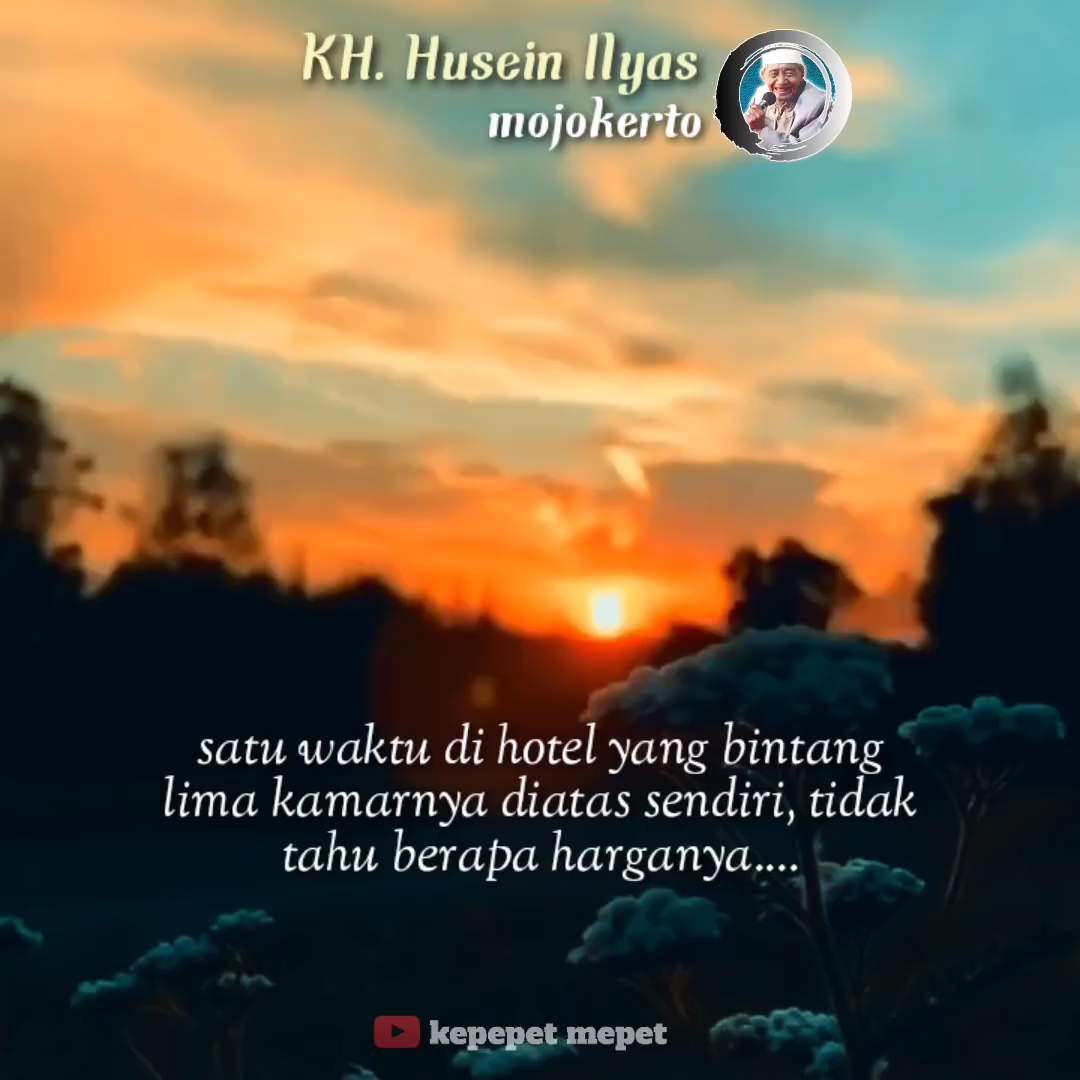 KH. Husein Ilyas
mojokerto
satu waktu di hotel yang bintang
lima kamarnya diatas sendiri, tidak
tahu berapa harganya....
kepepet mepet